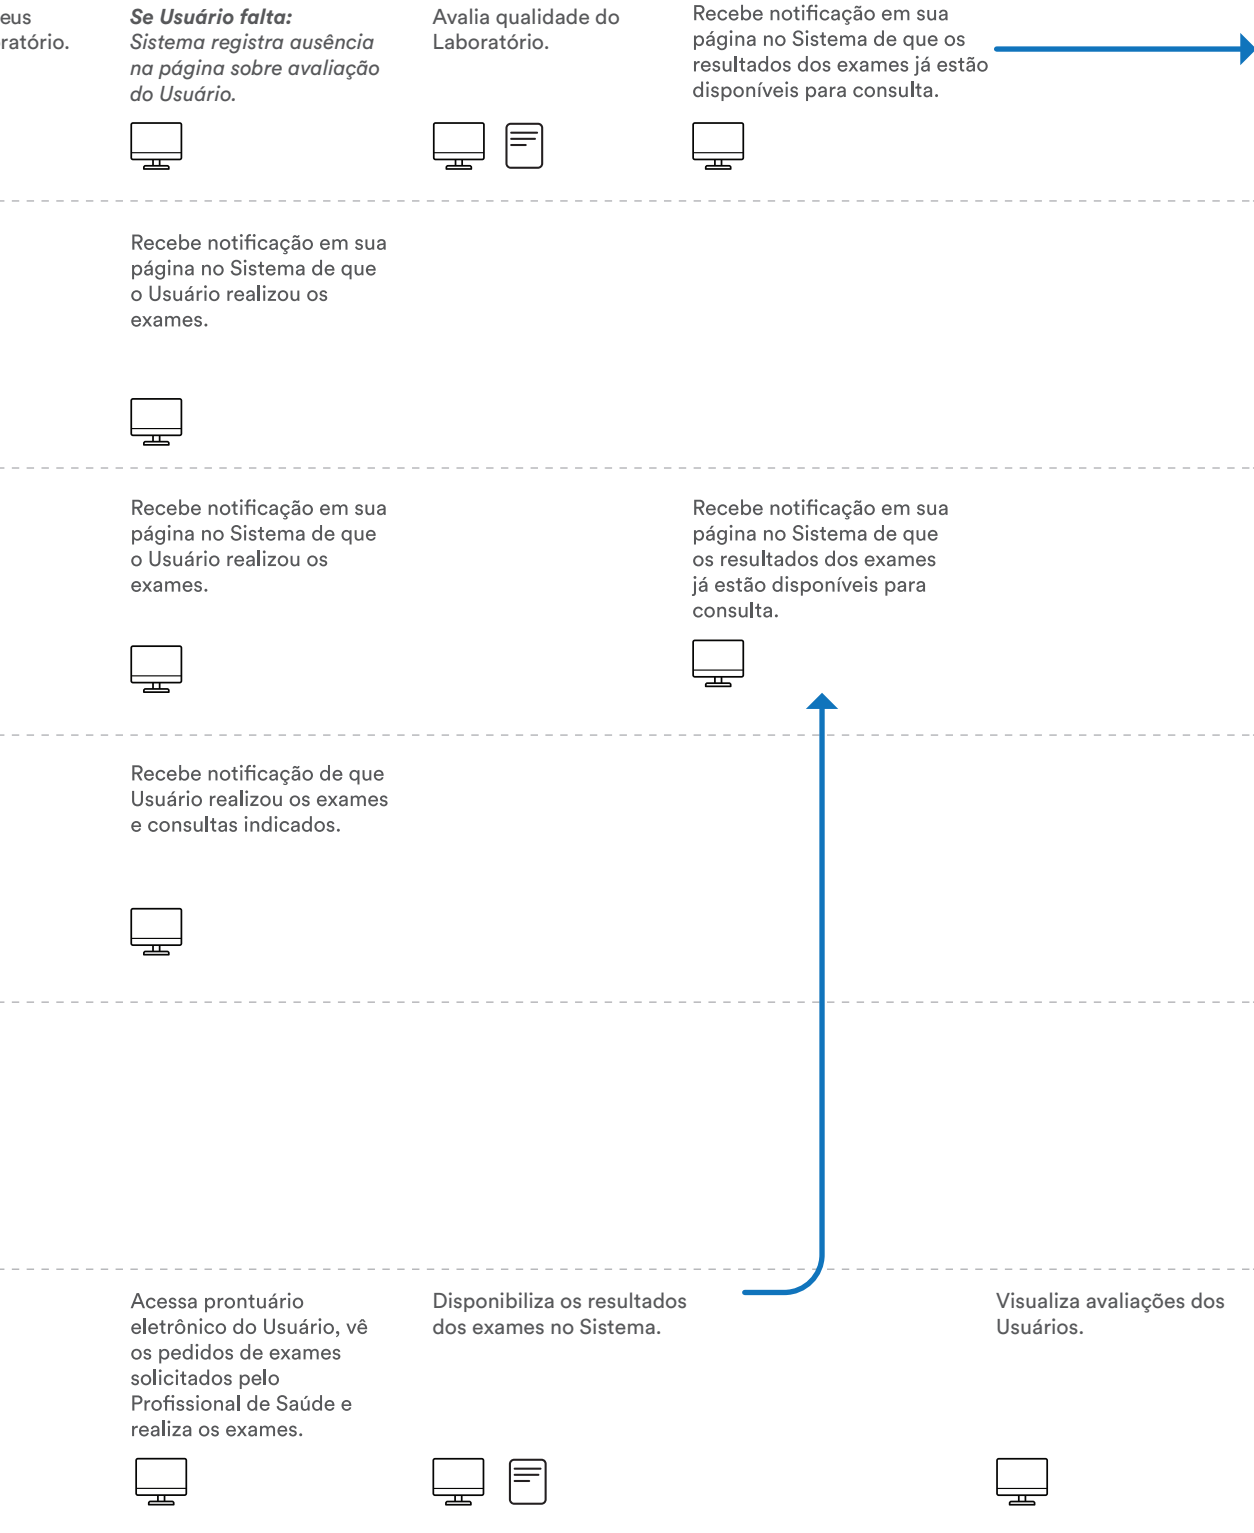 eus
ratório.
Se Usuário falta:
Sistema registra ausência
na página sobre avaliação
do Usuário.
Avalia qualidade do
Laboratório.
Recebe notificação em sua
página no Sistema de que os
resultados dos exames já estão
disponíveis para consulta.
Recebe notificação em sua
página no Sistema de que
o Usuário realizou os
exames.
Recebe notificação em sua
página no Sistema de que
o Usuário realizou os
exames.
Recebe notificação em sua
página no Sistema de que
os resultados dos exames
já estão disponíveis para
consulta.
Recebe notificação de que
Usuário realizou os exames
e consultas indicados.
Acessa prontuário
eletrônico do Usuário, vê
os pedidos de exames
solicitados pelo
Profissional de Saúde e
realiza os exames.
Disponibiliza os resultados
dos exames no Sistema.
Visualiza avaliações dos
Usuários.